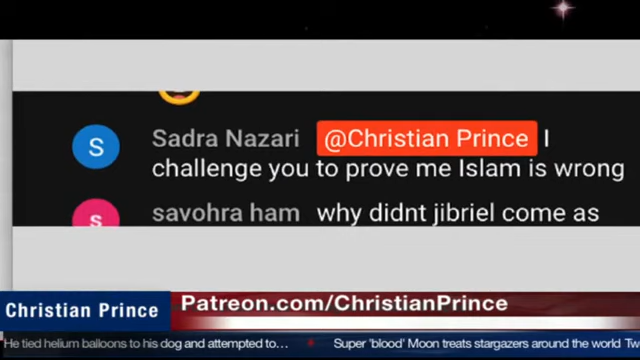 S Sadra Nazari @Christian Prince I
challenge you to prove me Islam is wrong
s savohra ham why didnt jibriel come as
Christian Prince Patreon.com/ChristianPrince
He tied helium balloons to his dog and attempted to… Super 'blood' Moon treats stargazers around the world Tw